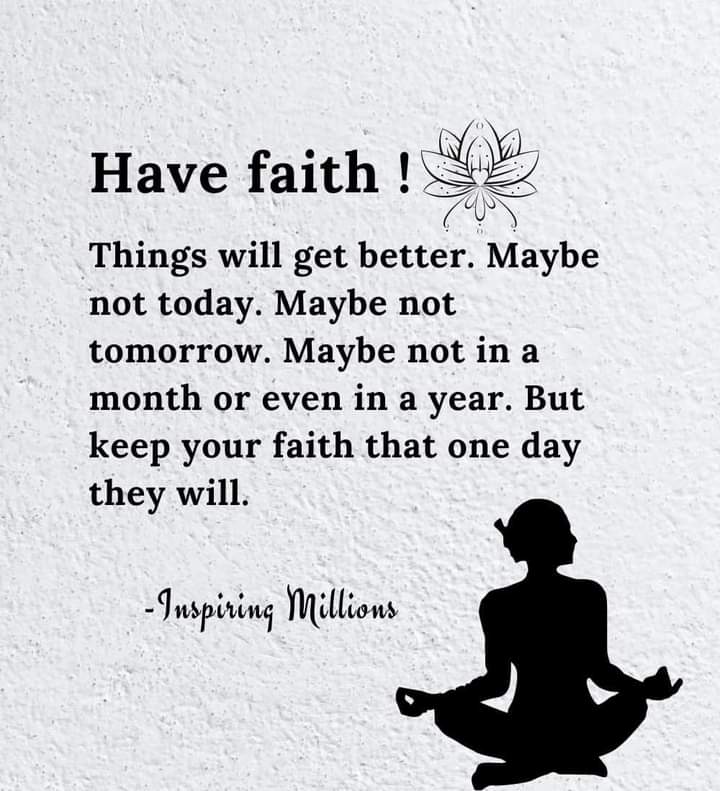 Have faith !
Things will get better. Maybe
not today. Maybe not
tomorrow. Maybe not in a
month or even in a year. But
keep your faith that one day
they will.
-Inspiring Millions